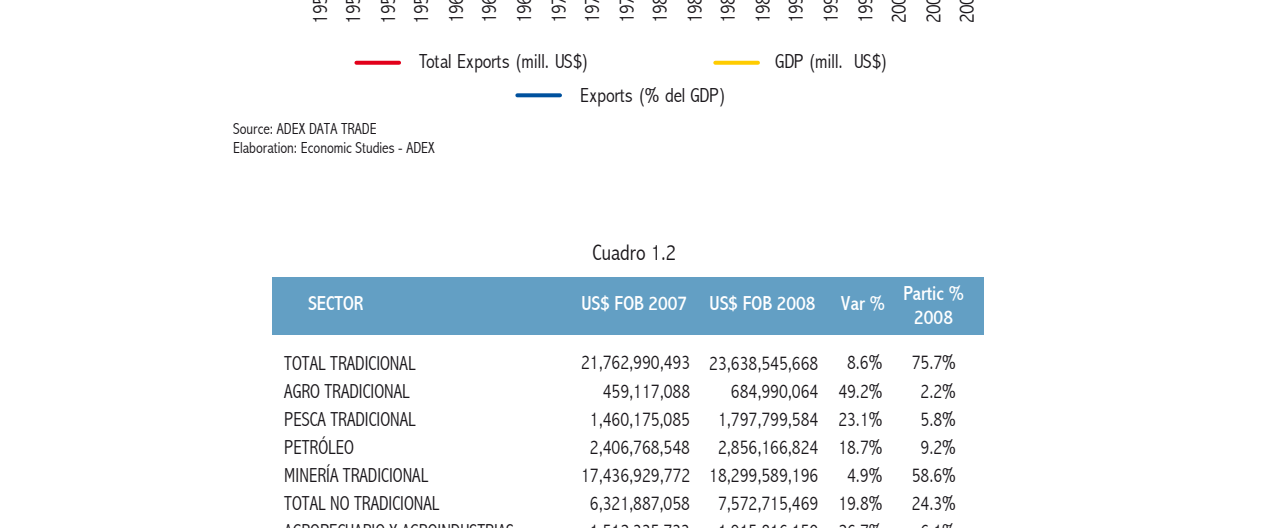 Total Exports (mill. US$) GDP (mill. US$)
Exports (% del GDP)
Source: ADEX DATA TRADE
Elaboration: Economic Studies - ADEX
Cuadro 1.2
SECTOR US$ FOB 2007 US$ FOB 2008 Var % Partic % 2008
TOTAL TRADICIONAL 21,762,990,493 23,638,545,668 8.6% 75.7%
AGRO TRADICIONAL 459,117,088 684,990,064 49.2% 2.2%
PESCA TRADICIONAL 1,460,175,085 1,797,799,584 23.1% 5.8%
PETRÓLEO 2,406,768,548 2,856,166,824 18.7% 9.2%
MINERÍA TRADICIONAL 17,436,929,772 18,299,589,196 4.9% 58.6%
TOTAL NO TRADICIONAL 6,321,887,058 7,572,715,469 19.8% 24.3%